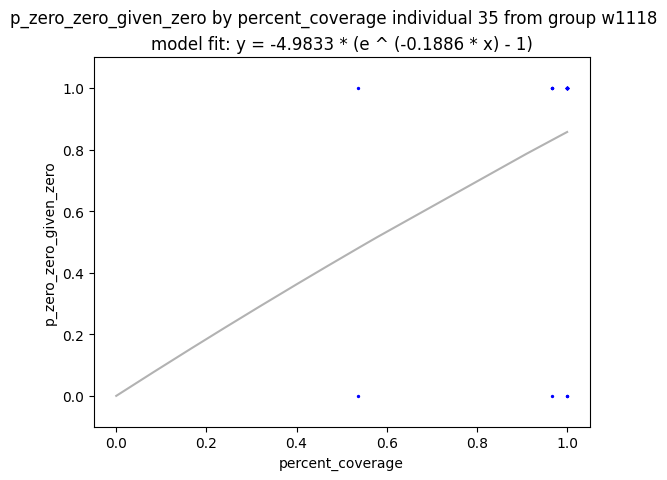 p_zero_zero_given_zero by percent_coverage individual 35 from group w1118
model fit: y = -4.9833 * (e ^ (-0.1886 * x) - 1)
p_zero_zero_given_zero
1.0
0.8
0.6
0.4
0.2
0.0
0.0 0.2 0.4 0.6 0.8 1.0
percent_coverage